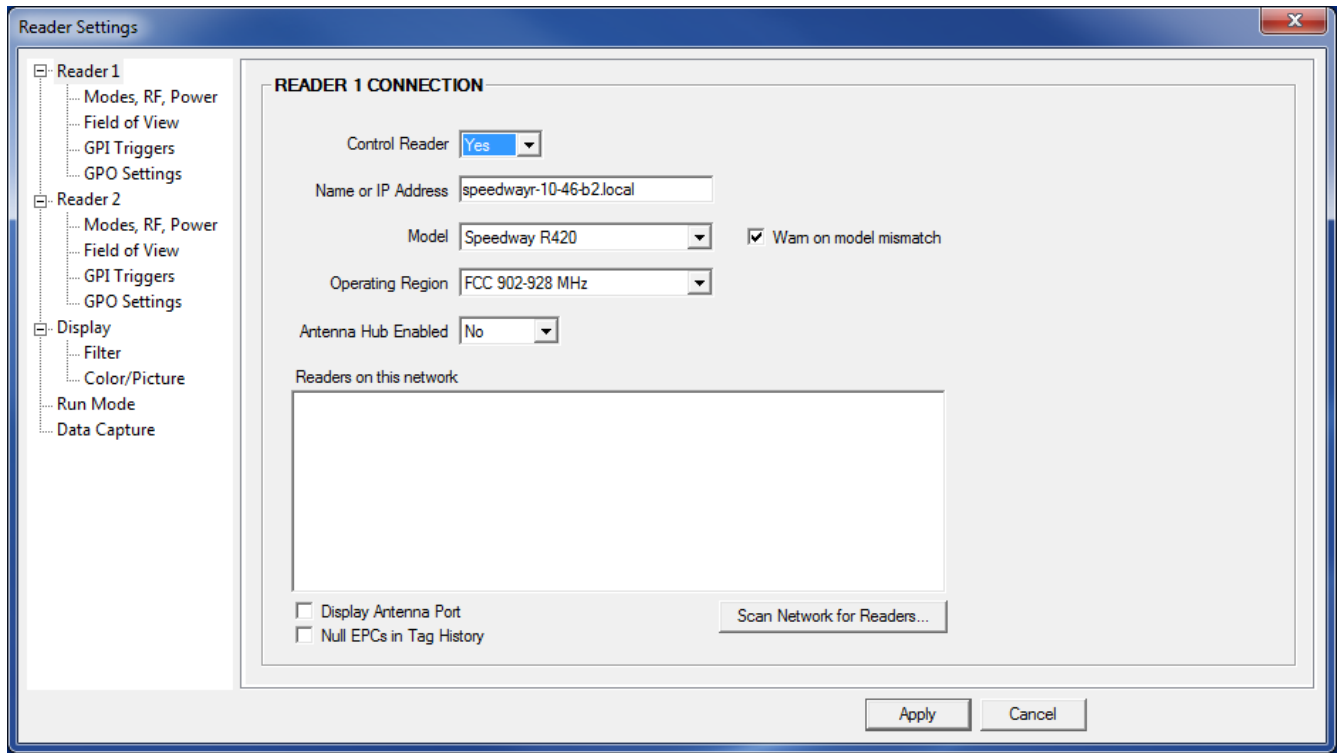 Reader Settings
Reader 1
Modes, RF, Power
Field of View
GPI Triggers
GPO Settings
Reader 2
Modes, RF, Power
Field of View
GPI Triggers
GPO Settings
Display
Filter
Color/Picture
Run Mode
Data Capture
READER 1 CONNECTION
Control Reader Yes
Name or IP Address speedwayr-10-46-b2.local
Model Speedway R420 Warn on model mismatch
Operating Region FCC 902-928 MHz
Antenna Hub Enabled No
Readers on this network
Display Antenna Port
Null EPCs in Tag History
Scan Network for Readers...
Apply Cancel